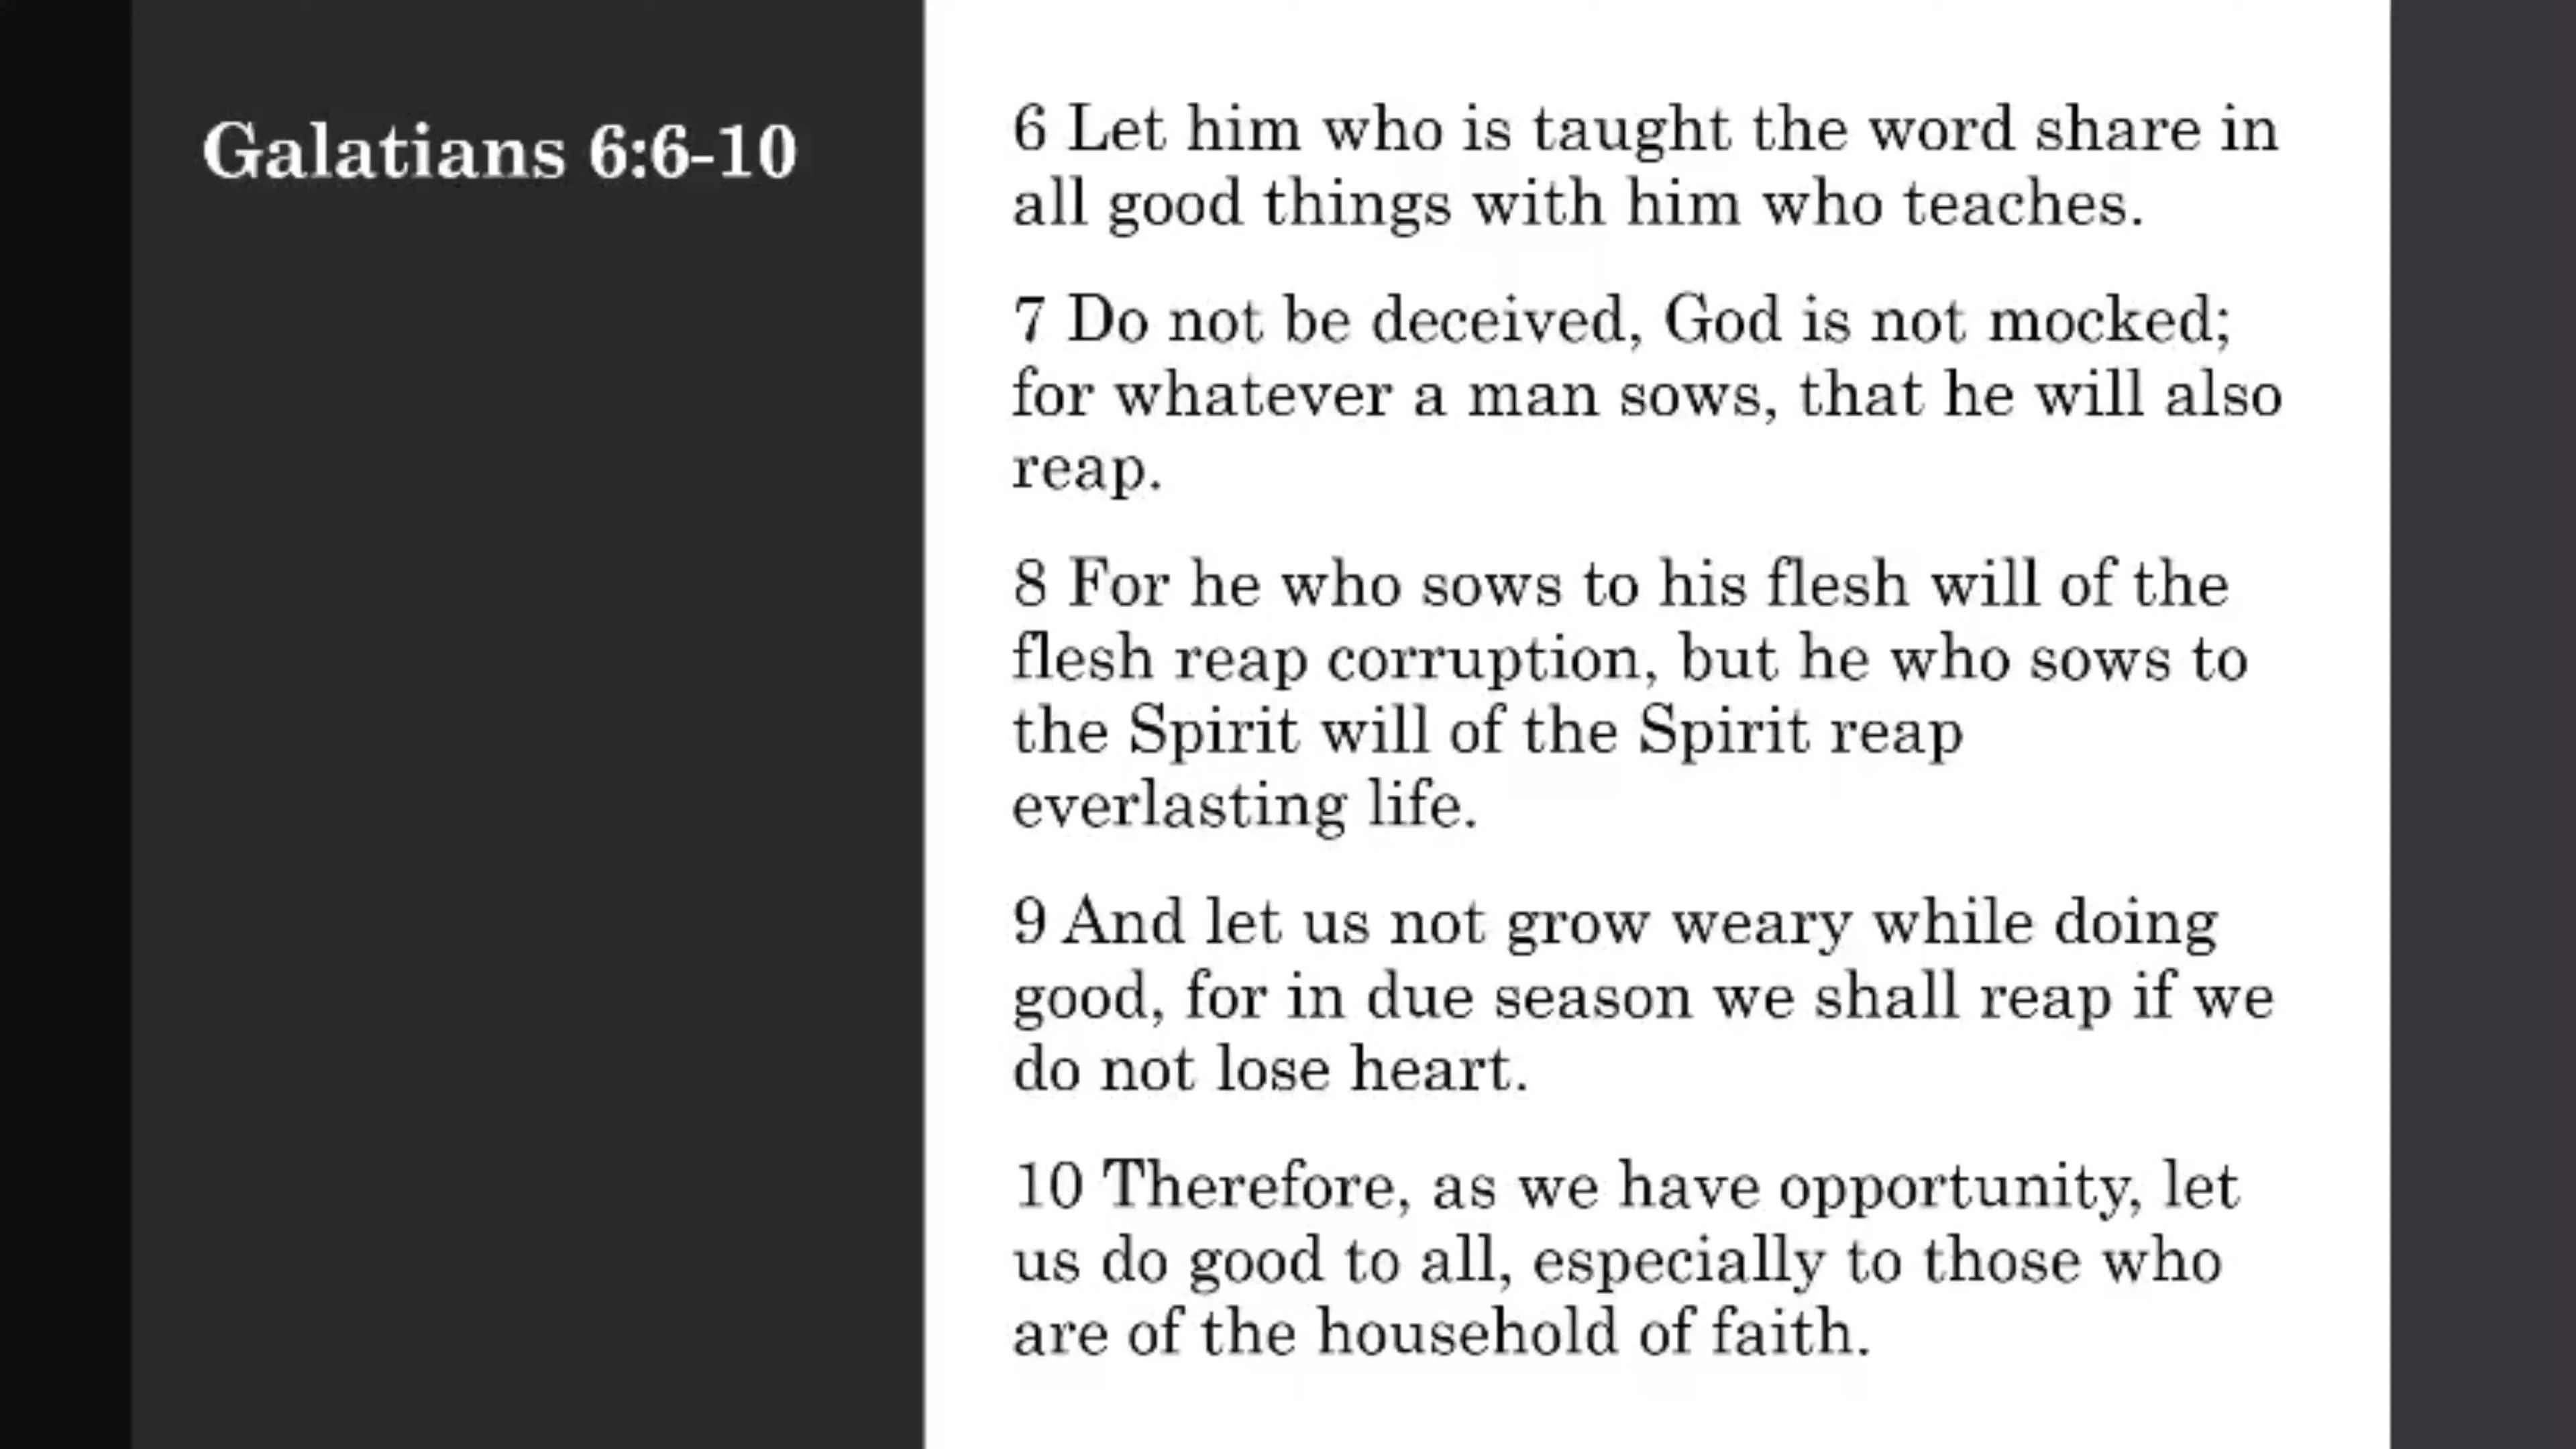 Galatians 6:6-10
6 Let him who is taught the word share in
all good things with him who teaches.
7 Do not be deceived, God is not mocked;
for whatever a man sows, that he will also
reap.
8 For he who sows to his flesh will of the
flesh reap corruption, but he who sows to
the Spirit will of the Spirit reap
everlasting life.
9 And let us not grow weary while doing
good, for in due season we shall reap if we
do not lose heart.
10 Therefore, as we have opportunity, let
us do good to all, especially to those who
are of the household of faith.